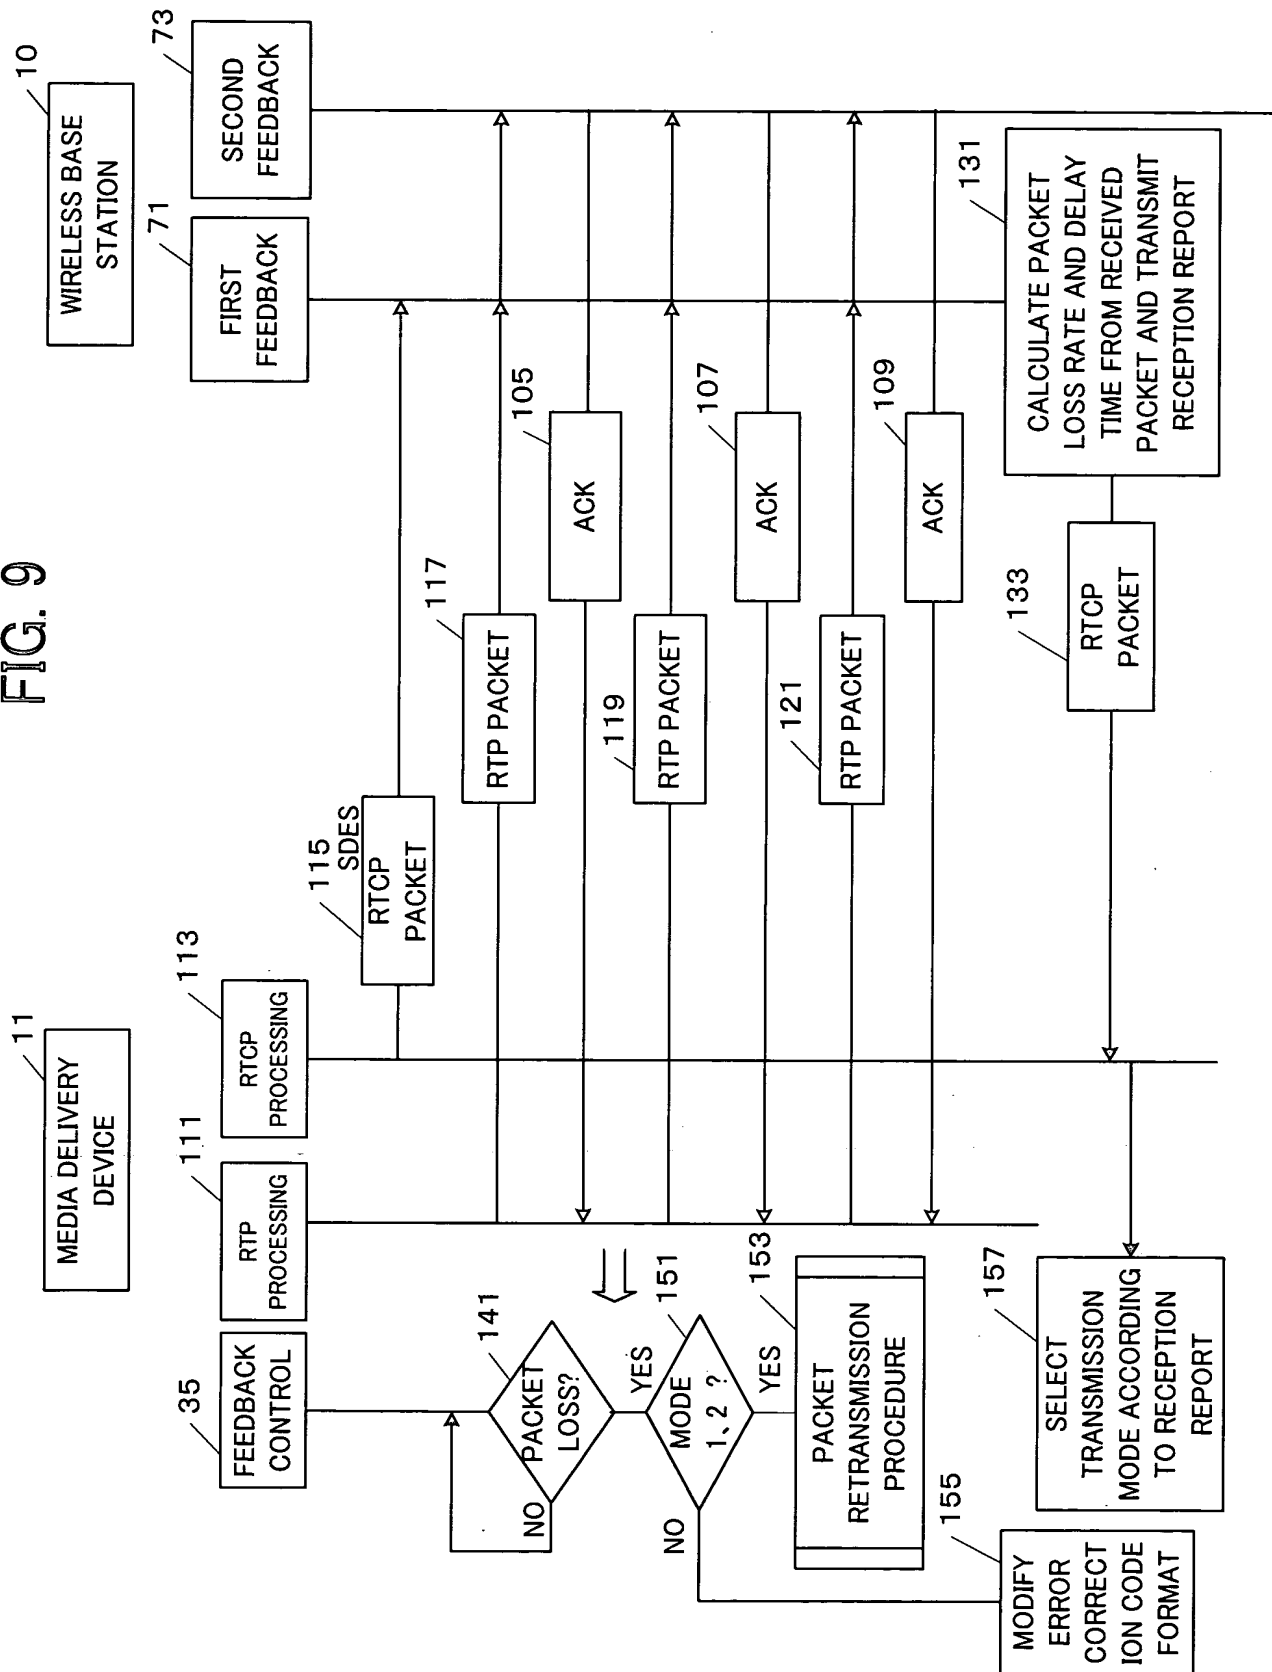 FIG. 9
10
WIRELESS BASE
STATION
73
SECOND
FEEDBACK
71
FIRST
FEEDBACK
11
MEDIA DELIVERY
DEVICE
113
RTCP
PROCESSING
111
RTP
PROCESSING
35
FEEDBACK
CONTROL
115
SDES
RTCP
PACKET
117
RTP PACKET
105
ACK
119
RTP PACKET
107
ACK
121
RTP PACKET
109
ACK
131
CALCULATE PACKET
LOSS RATE AND DELAY
TIME FROM RECEIVED
PACKET AND TRANSMIT
RECEPTION REPORT
133
RTCP
PACKET
141
PACKET
LOSS?
NO
YES
151
MODE
1、2 ?
NO
YES
153
PACKET
RETRANSMISSION
PROCEDURE
155
MODIFY
ERROR
CORRECT
ION CODE
FORMAT
157
SELECT
TRANSMISSION
MODE ACCORDING
TO RECEPTION
REPORT